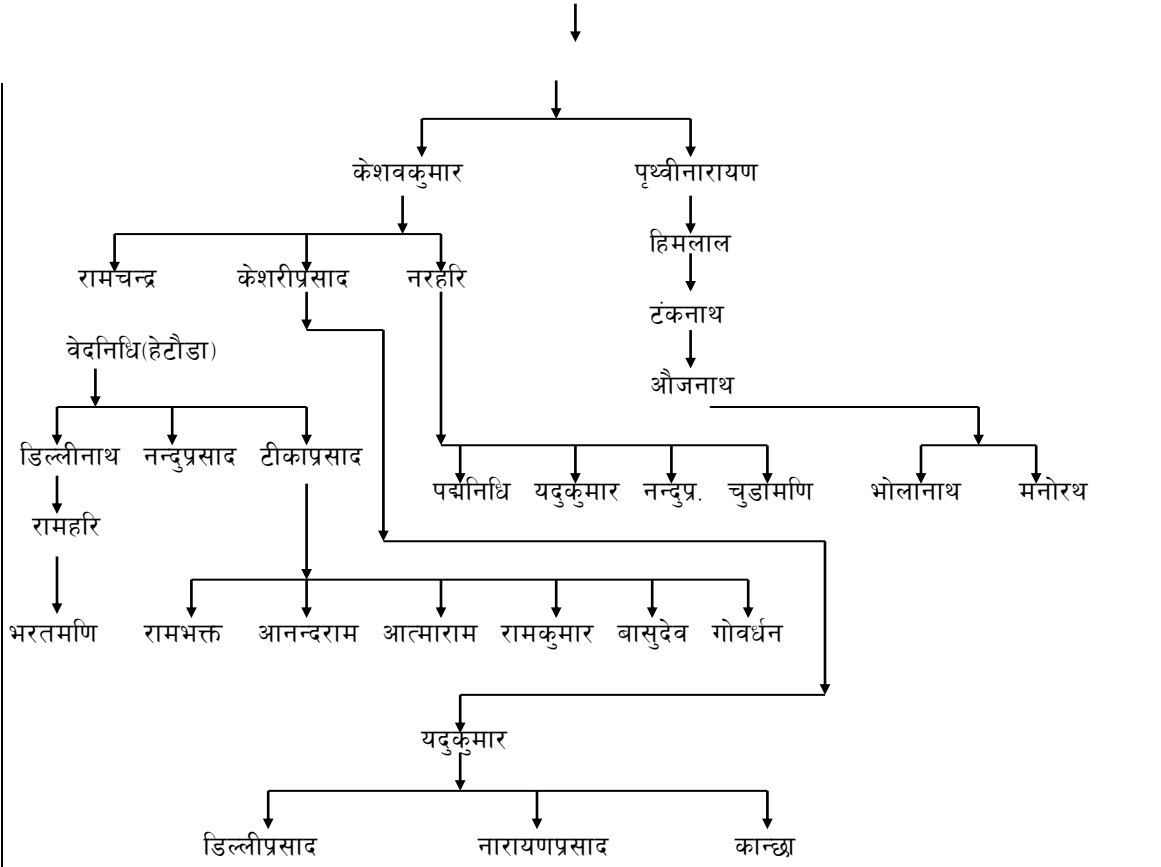 केशवकुमार पृथ्वीनारायण
हिमलाल
रामचन्द्र केशरीप्रसाद नरहरि
टंकनाथ
वेदनिधि(हेटौडा)
औजनाथ
डिल्लीनाथ नन्दुप्रसाद टीकाप्रसाद
पद्मनिधि यदुकुमार नन्दुप्र. चुडामणि भोलानाथ मनोरथ
रामहरि
भरतमणि रामभक्त आनन्दराम आत्माराम रामकुमार बासुदेव गोवर्धन
यदुकुमार
डिल्लीप्रसाद नारायणप्रसाद कान्छा